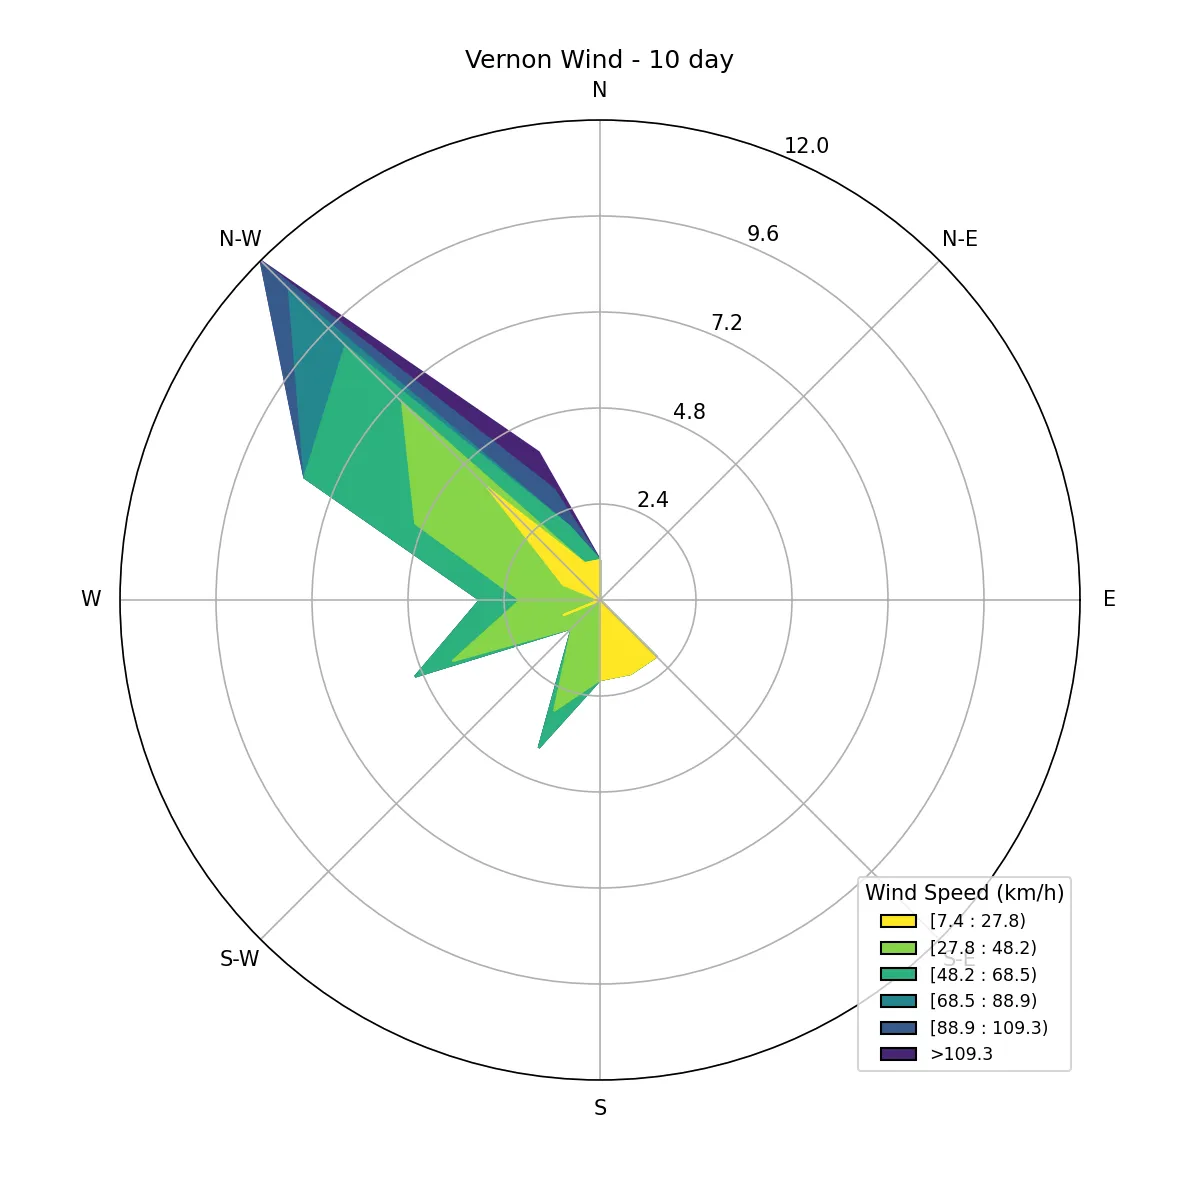 Vernon Wind - 10 day
N
12.0
N-W
9.6
N-E
7.2
4.8
2.4
W
E
Wind Speed (km/h)
[7.4 : 27.8)
[27.8 : 48.2)
S-W
S-E
[48.2 : 68.5)
[68.5 : 88.9)
[88.9 : 109.3)
>109.3
S